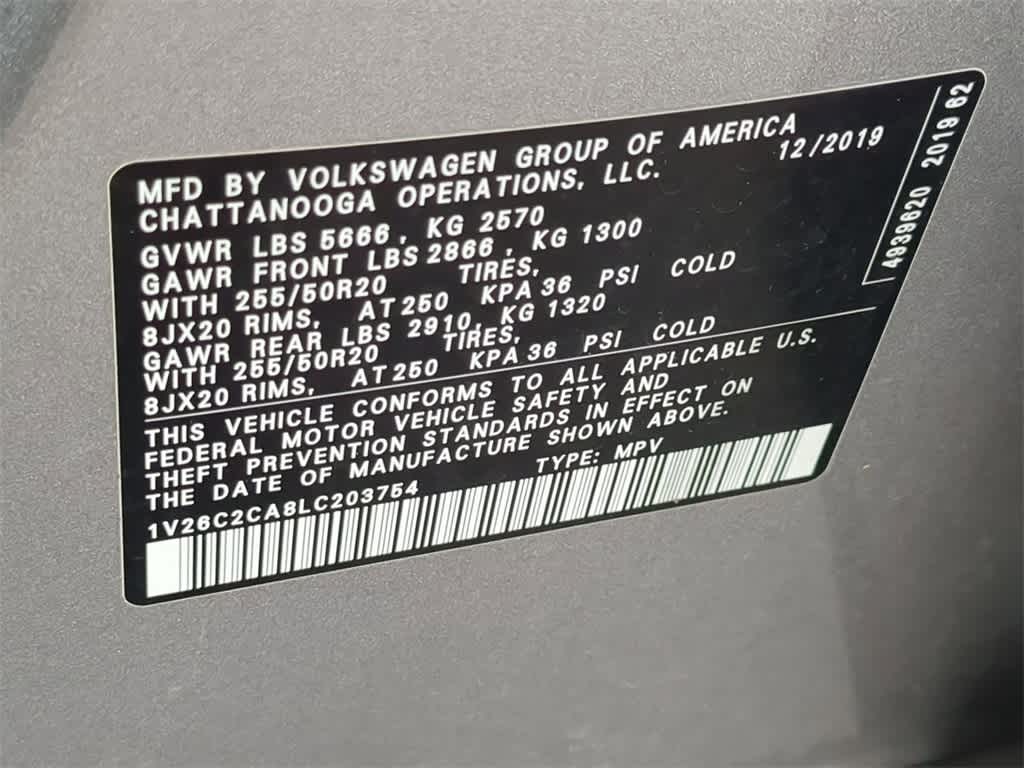 MFD BY VOLKSWAGEN GROUP OF AMERICA
CHATTANOOGA OPERATIONS, LLC. 12/2019
GVWR LBS 5666, KG 2570
GAWR FRONT LBS 2866, KG 1300
WITH 255/50R20 TIRES,
8JX20 RIMS, AT 250 KPA 36 PSI COLD
GAWR REAR LBS 2910, KG 1320
WITH 255/50R20 TIRES,
8JX20 RIMS, AT 250 KPA 36 PSI COLD
THIS VEHICLE CONFORMS TO ALL APPLICABLE U.S.
FEDERAL MOTOR VEHICLE SAFETY AND
THEFT PREVENTION STANDARDS IN EFFECT ON
THE DATE OF MANUFACTURE SHOWN ABOVE.
1V26C2CA8LC203754 TYPE: MPV
4939620 2019 62